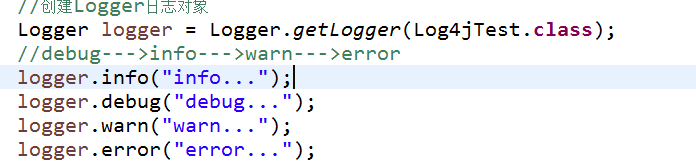 //创建Logger日志对象
Logger logger = Logger.getLogger(Log4jTest.class);
//debug--->info--->warn--->error
logger.info("info...");
logger.debug("debug...");
logger.warn("warn...");
logger.error("error...");